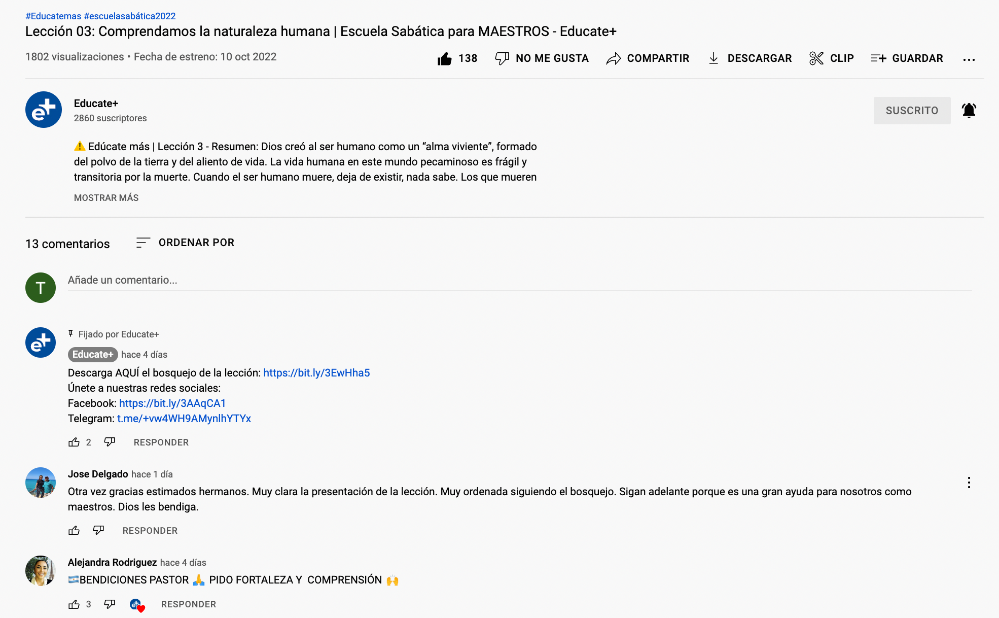 #Educatemas #escuelasabática2022
Lección 03: Comprendamos la naturaleza humana | Escuela Sabática para MAESTROS - Educate+
1802 visualizaciones • Fecha de estreno: 10 oct 2022
138 NO ME GUSTA COMPARTIR DESCARGAR CLIP GUARDAR ...
e+
Educate+
2860 suscriptores
SUSCRITO
⚠️ Edúcate más | Lección 3 - Resumen: Dios creó al ser humano como un “alma viviente”, formado
del polvo de la tierra y del aliento de vida. La vida humana en este mundo pecaminoso es frágil y
transitoria por la muerte. Cuando el ser humano muere, deja de existir, nada sabe. Los que mueren
MOSTRAR MÁS
13 comentarios ORDENAR POR
T
Añade un comentario...
e+
Fijado por Educate+
Educate+ hace 4 días
Descarga AQUÍ el bosquejo de la lección: https://bit.ly/3EwHha5
Únete a nuestras redes sociales:
Facebook: https://bit.ly/3AAqCA1
Telegram: t.me/+vw4WH9AMynlhYTYx
2 RESPONDER
Jose Delgado hace 1 día
Otra vez gracias estimados hermanos. Muy clara la presentación de la lección. Muy ordenada siguiendo el bosquejo. Sigan adelante porque es una gran ayuda para nosotros como
maestros. Dios les bendiga.
RESPONDER
Alejandra Rodriguez hace 4 días
🇦🇷BENDICIONES PASTOR 🙏 PIDO FORTALEZA Y  COMPRENSIÓN 🙌
3 e+ RESPONDER